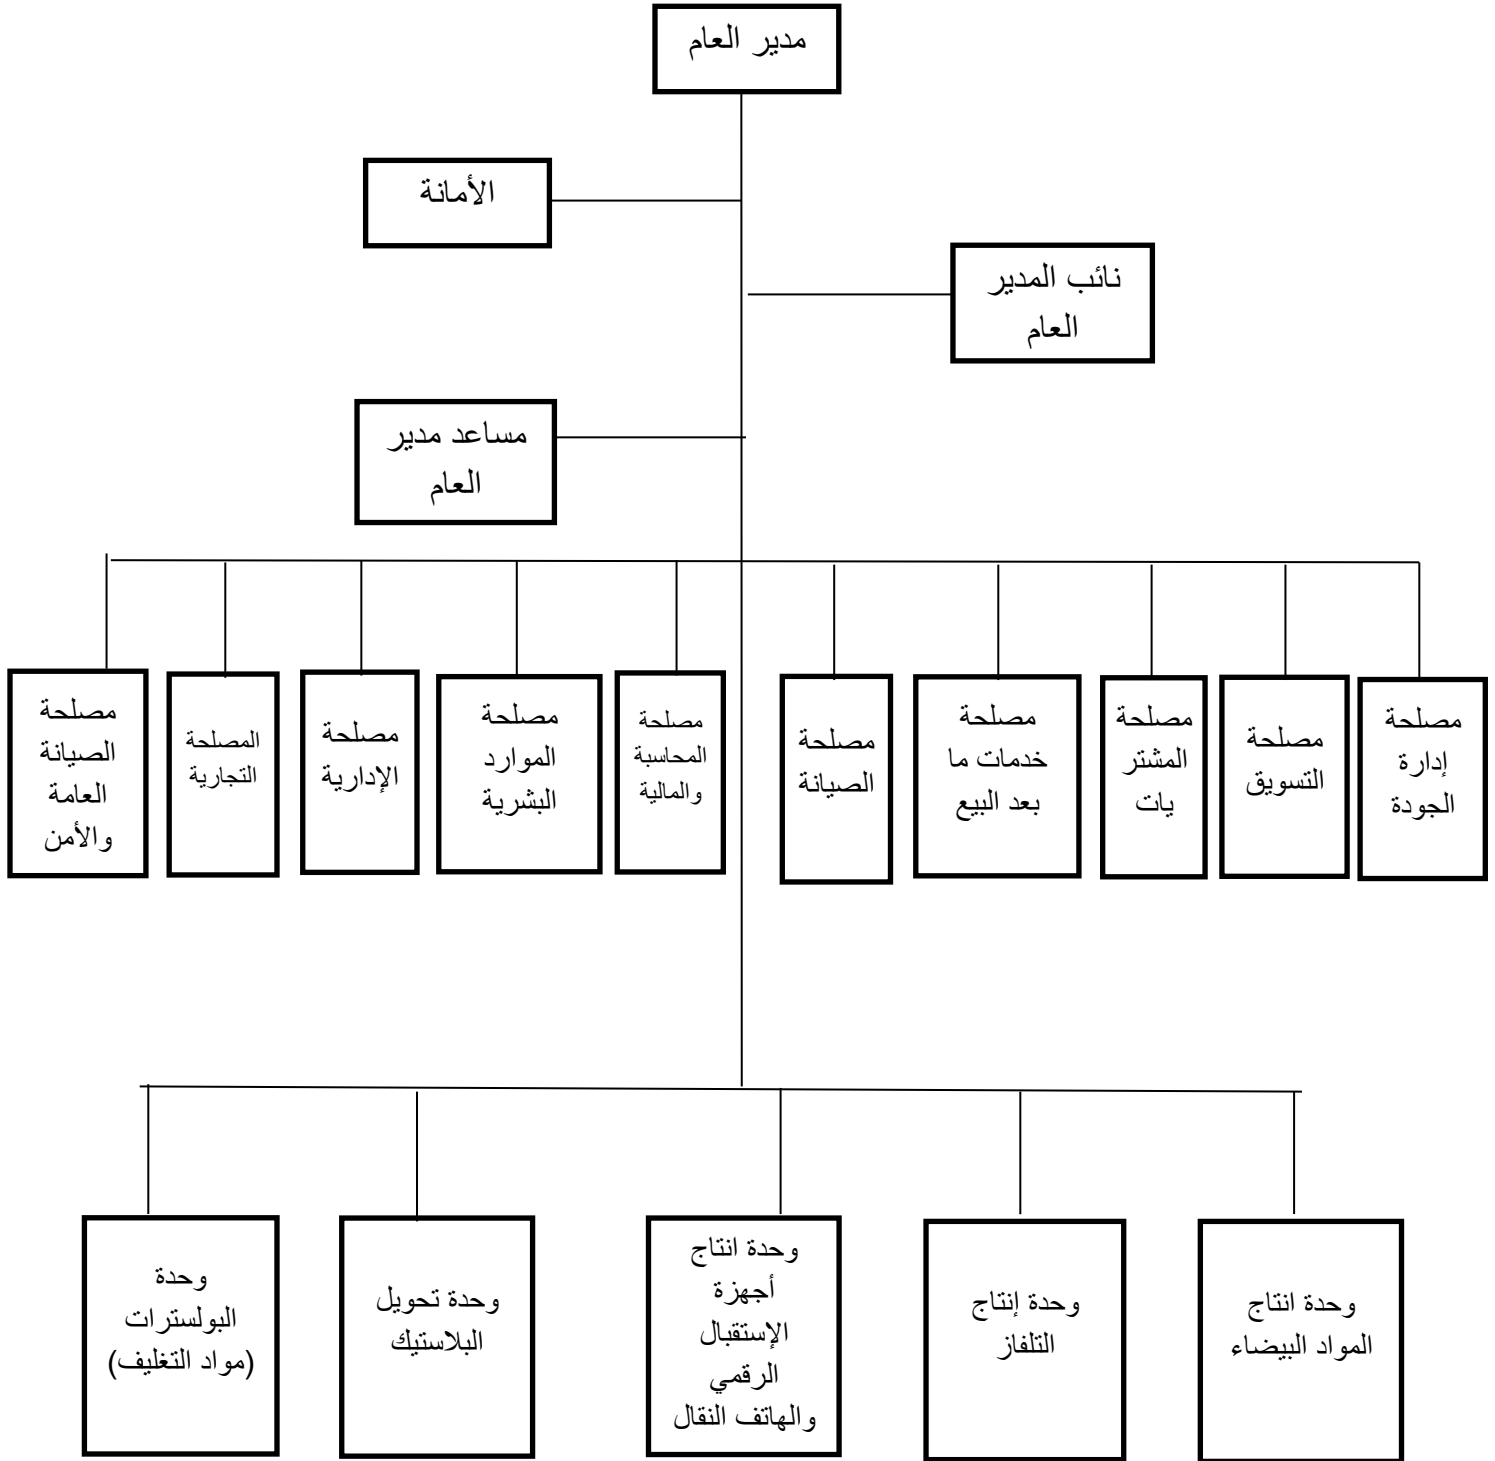 مدير العام
الأمانة
نائب المدير
العام
مساعد مدير
العام
مصلحة
إدارة
الجودة
مصلحة
التسويق
مصلحة
المشتر
يات
مصلحة
خدمات ما
بعد البيع
مصلحة
الصيانة
مصلحة
المحاسبة
والمالية
مصلحة
الموارد
البشرية
مصلحة
الإدارية
المصلحة
التجارية
مصلحة
الصيانة
العامة
والأمن
وحدة انتاج
المواد البيضاء
وحدة إنتاج
التلفاز
وحدة انتاج
أجهزة
الإستقبال
الرقمي
والهاتف النقال
وحدة تحويل
البلاستيك
وحدة
البولسترات
(مواد التغليف)